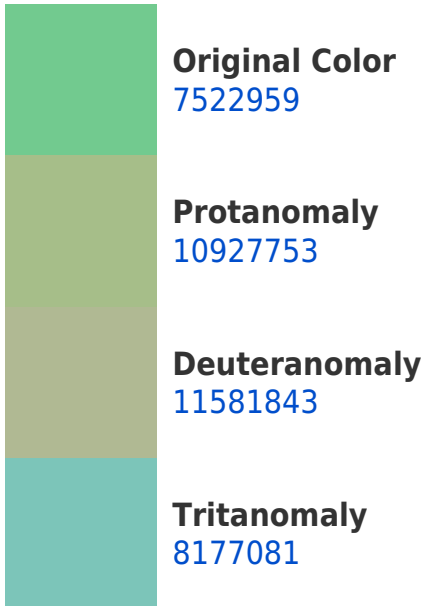 Original Color
7522959
Protanomaly
10927753
Deuteranomaly
11581843
Tritanomaly
8177081